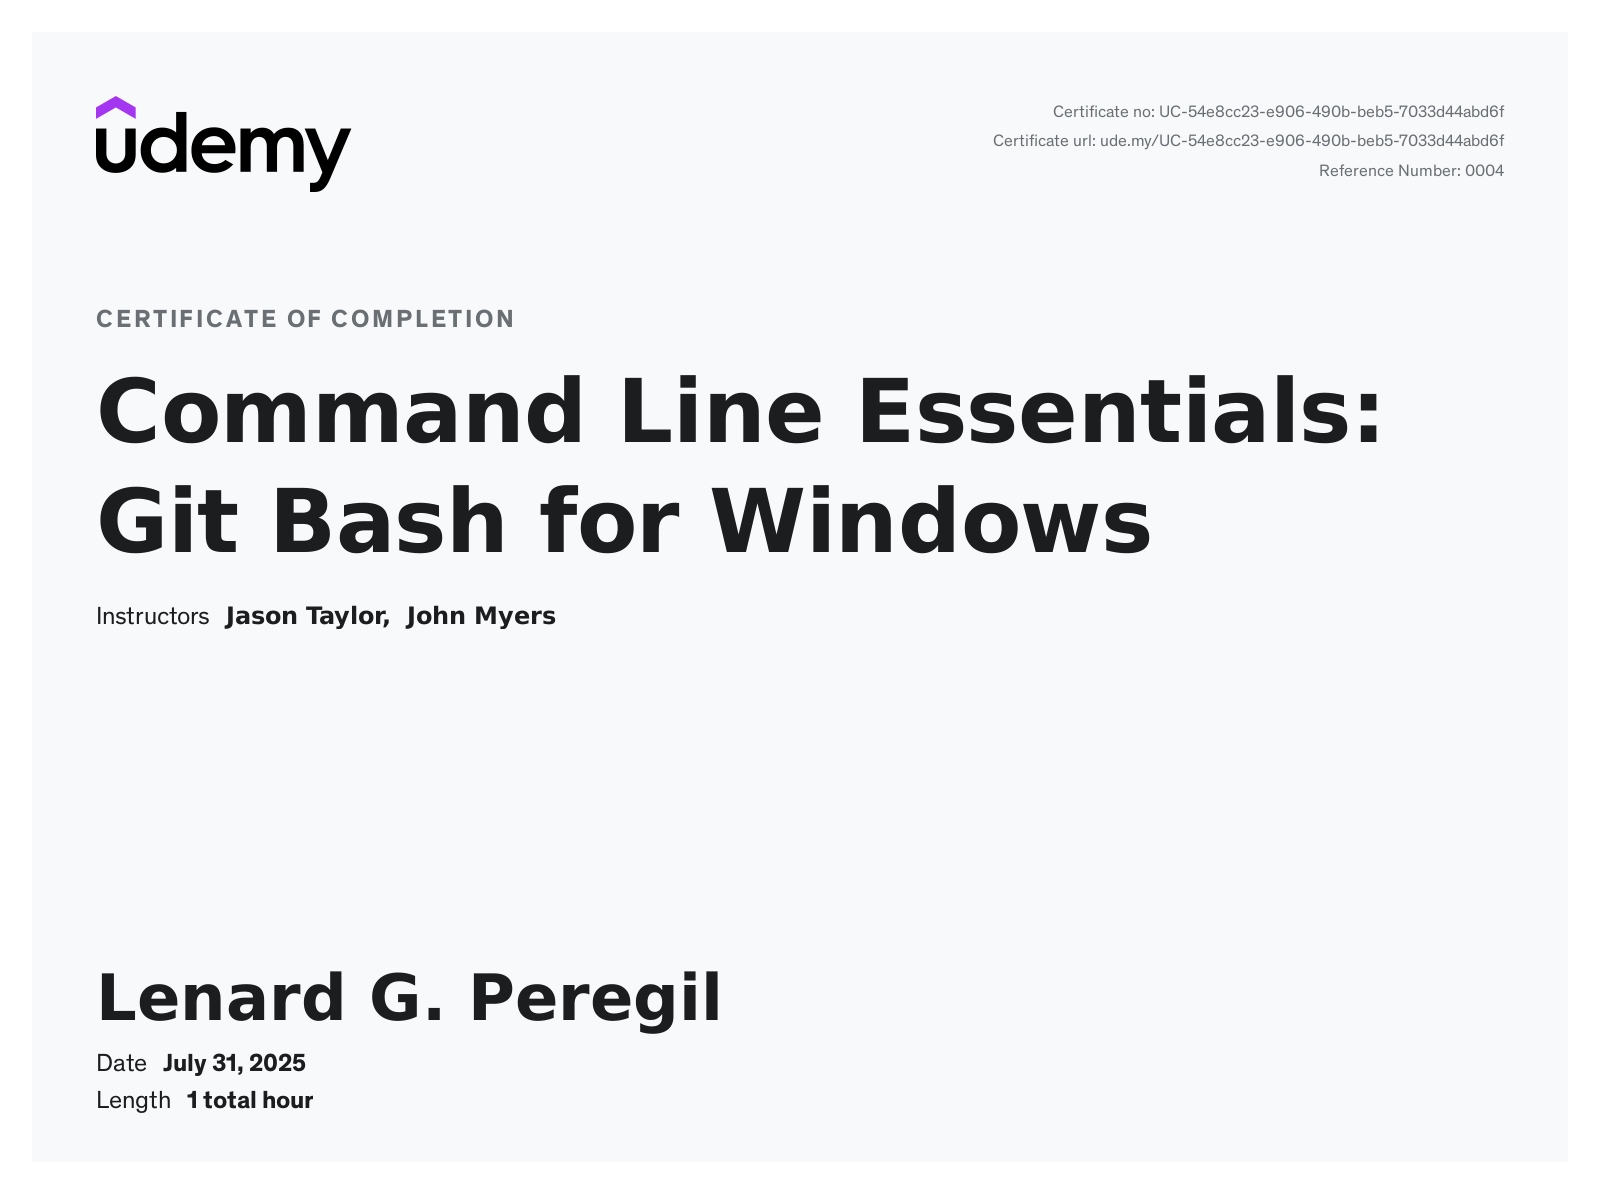 udemy
Certificate no: UC-54e8cc23-e906-490b-beb5-7033d44abd6f
Certificate url: ude.my/UC-54e8cc23-e906-490b-beb5-7033d44abd6f
Reference Number: 0004
CERTIFICATE OF COMPLETION
Command Line Essentials:
Git Bash for Windows
Instructors Jason Taylor, John Myers
Lenard G. Peregil
Date July 31, 2025
Length 1 total hour